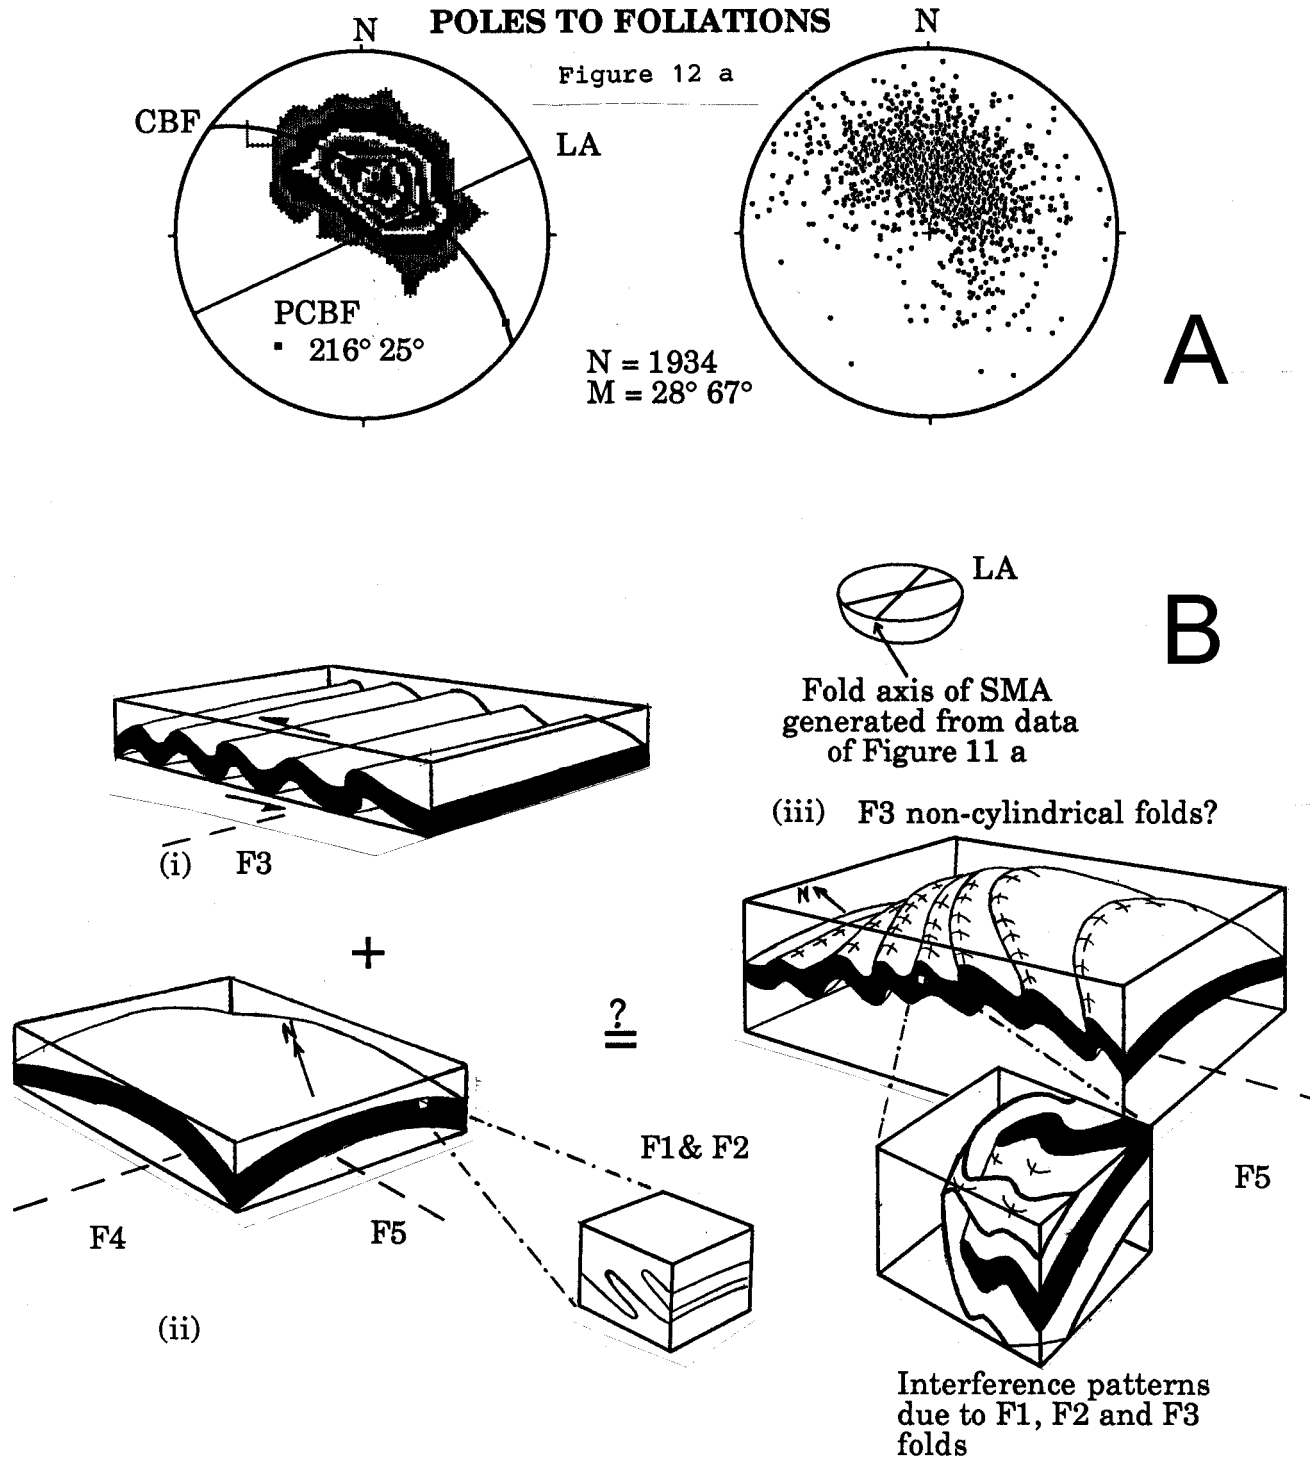 POLES TO FOLIATIONS
Figure 12 a
N
N
CBF
LA
PCBF
216° 25°
N = 1934
M = 28° 67°
A
B
LA
Fold axis of SMA
generated from data
of Figure 11 a
(i) F3
(iii) F3 non-cylindrical folds?
N
+
N
?
=
F1& F2
F4
F5
F5
(ii)
Interference patterns
due to F1, F2 and F3
folds